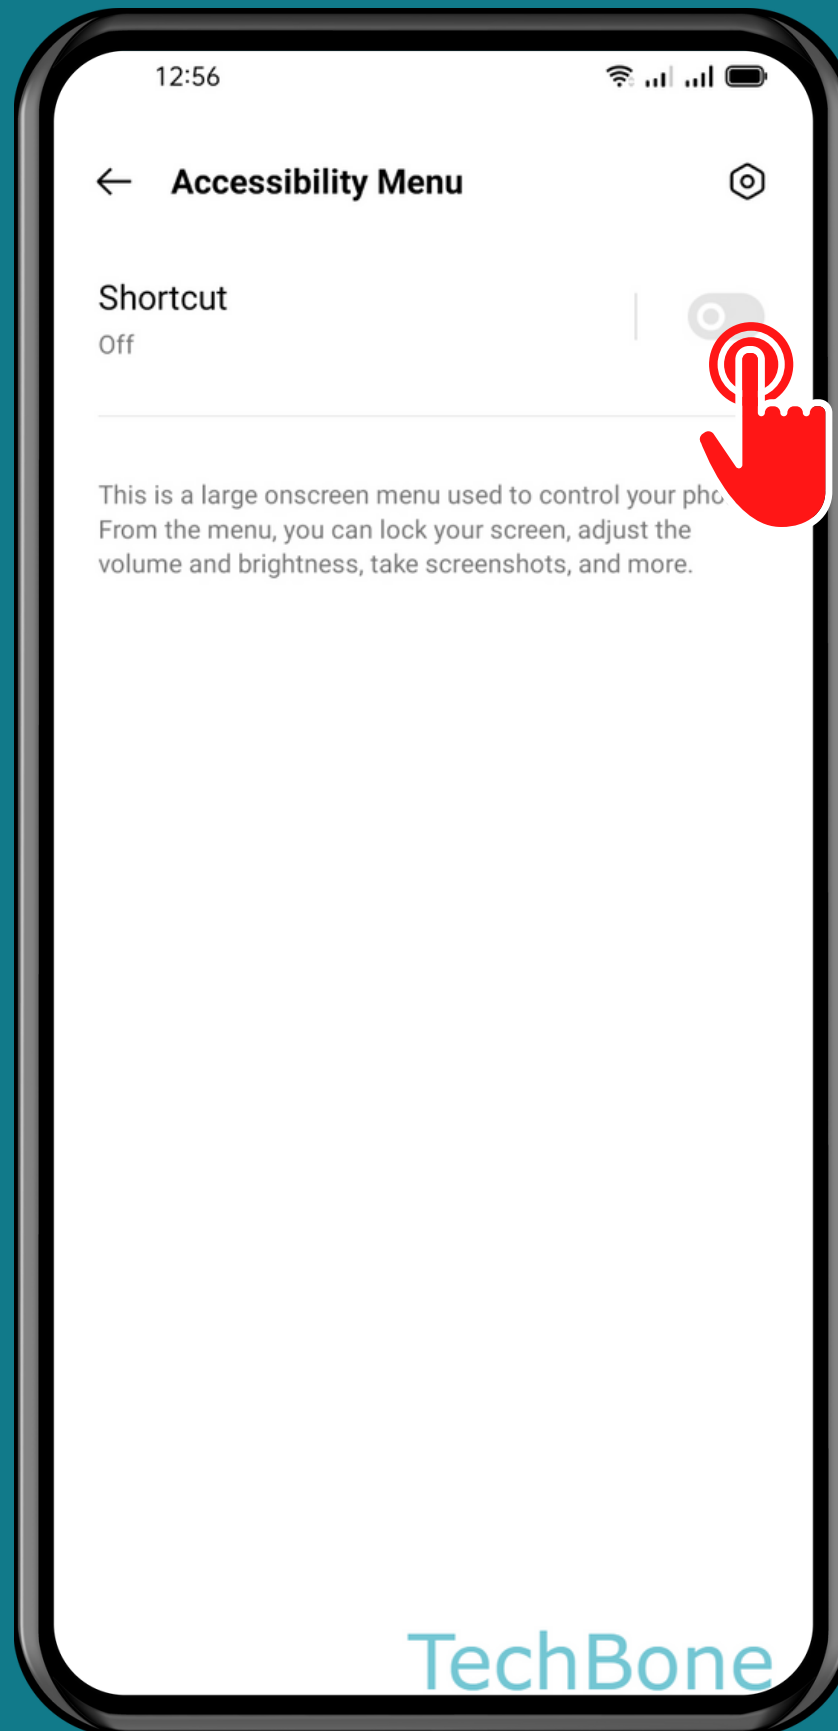 12:56
Accessibility Menu
Shortcut
Off
This is a large onscreen menu used to control your
From the menu, you can lock your screen, adjust the
volume and brightness, take screenshots, and more.
TechBone